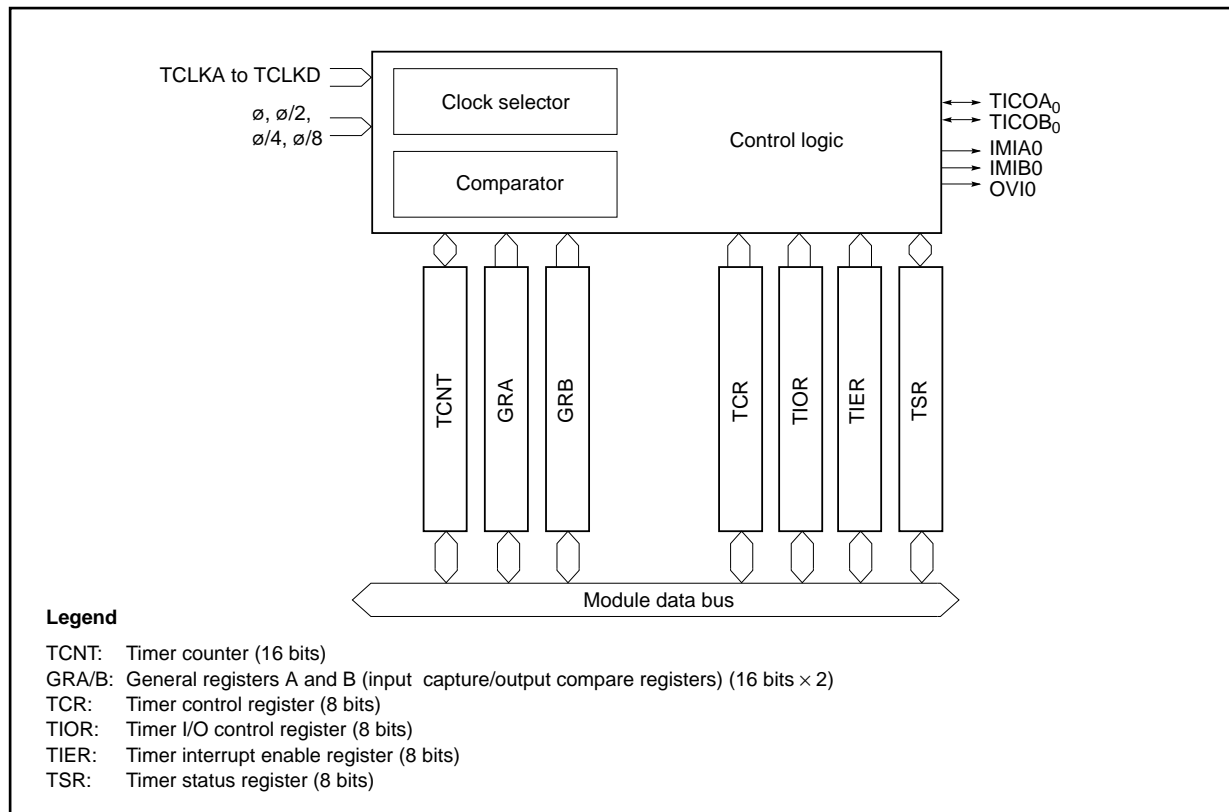 TCLKA to TCLKD
ø, ø/2,
ø/4, ø/8
Clock selector
Comparator
Control logic
TICOA0
TICOB0
IMIA0
IMIB0
OVI0
TCNT
GRA
GRB
TCR
TIOR
TIER
TSR
Module data bus
Legend
TCNT: Timer counter (16 bits)
GRA/B: General registers A and B (input capture/output compare registers) (16 bits × 2)
TCR: Timer control register (8 bits)
TIOR: Timer I/O control register (8 bits)
TIER: Timer interrupt enable register (8 bits)
TSR: Timer status register (8 bits)